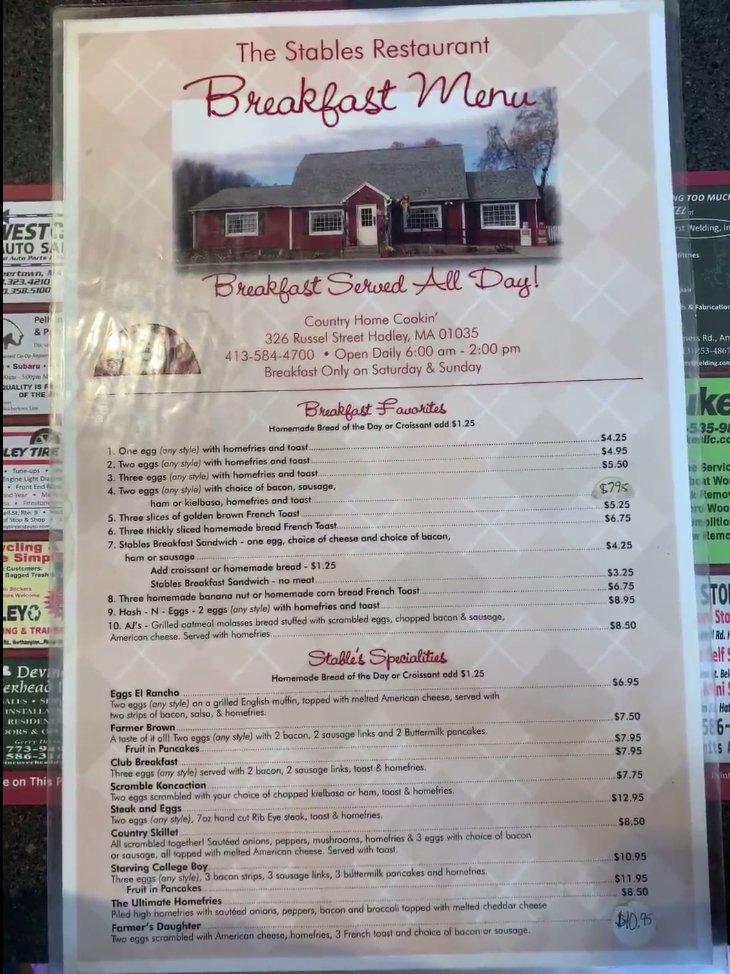 The Stables Restaurant
Breakfast Menu
Breakfast Served All Day!
Country Home Cookin'
326 Russel Street Hadley, MA 01035
413-584-4700 • Open Daily 6:00 am - 2:00 pm
Breakfast Only on Saturday & Sunday
Breakfast Favorites
Homemade Bread of the Day or Croissant add $1.25
1. One egg (any style) with homefries and toast $4.25
2. Two eggs (any style) with homefries and toast $4.95
3. Three eggs (any style) with homefries and toast $5.50
4. Two eggs (any style) with choice of bacon, sausage,
ham or kielbasa, homefries and toast $7.95
5. Three slices of golden brown French Toast $5.25
6. Three thickly sliced homemade bread French Toast $6.75
7. Stables Breakfast Sandwich - one egg, choice of cheese and choice of bacon,
ham or sausage $4.25
Add croissant or homemade bread - $1.25
Stables Breakfast Sandwich - no meat $3.25
8. Three homemade banana nut or homemade corn bread French Toast $6.75
9. Hash - N - Eggs - 2 eggs (any style) with homefries and toast $8.95
10. AJ's - Grilled oatmeal molasses bread stuffed with scrambled eggs, chopped bacon & sausage,
American cheese. Served with homefries $8.50
Stable's Specialities
Homemade Bread of the Day or Croissant add $1.25
Eggs El Rancho $6.95
Two eggs (any style) on a grilled English muffin, topped with melted American cheese, served with
two strips of bacon, salsa, & homefries.
Farmer Brown $7.50
A taste of it all! Two eggs (any style) with 2 bacon, 2 sausage links and 2 Buttermilk pancakes.
Fruit in Pancakes $7.95
Club Breakfast $7.95
Three eggs (any style) served with 2 bacon, 2 sausage links, toast & homefries.
Scramble Koncoction $7.75
Two eggs scrambled with your choice of chopped kielbasa or ham, toast & homefries.
Steak and Eggs $12.95
Two eggs (any style), 7oz hand cut Rib Eye steak, toast & homefries.
Country Skillet $8.50
All scrambled together! Sautéed onions, peppers, mushrooms, homefries & 3 eggs with choice of bacon
or sausage, all topped with melted American cheese. Served with toast.
Starving College Boy $10.95
Three eggs (any style), 3 bacon strips, 3 sausage links, 3 buttermilk pancakes and homefries.
Fruit in Pancakes $11.95
The Ultimate Homefries $8.50
Piled high homefries with sautéed onions, peppers, bacon and broccoli topped with melted cheddar cheese
Farmer's Daughter $10.95
Two eggs scrambled with American cheese, homefries, 3 French toast and choice of bacon or sausage.